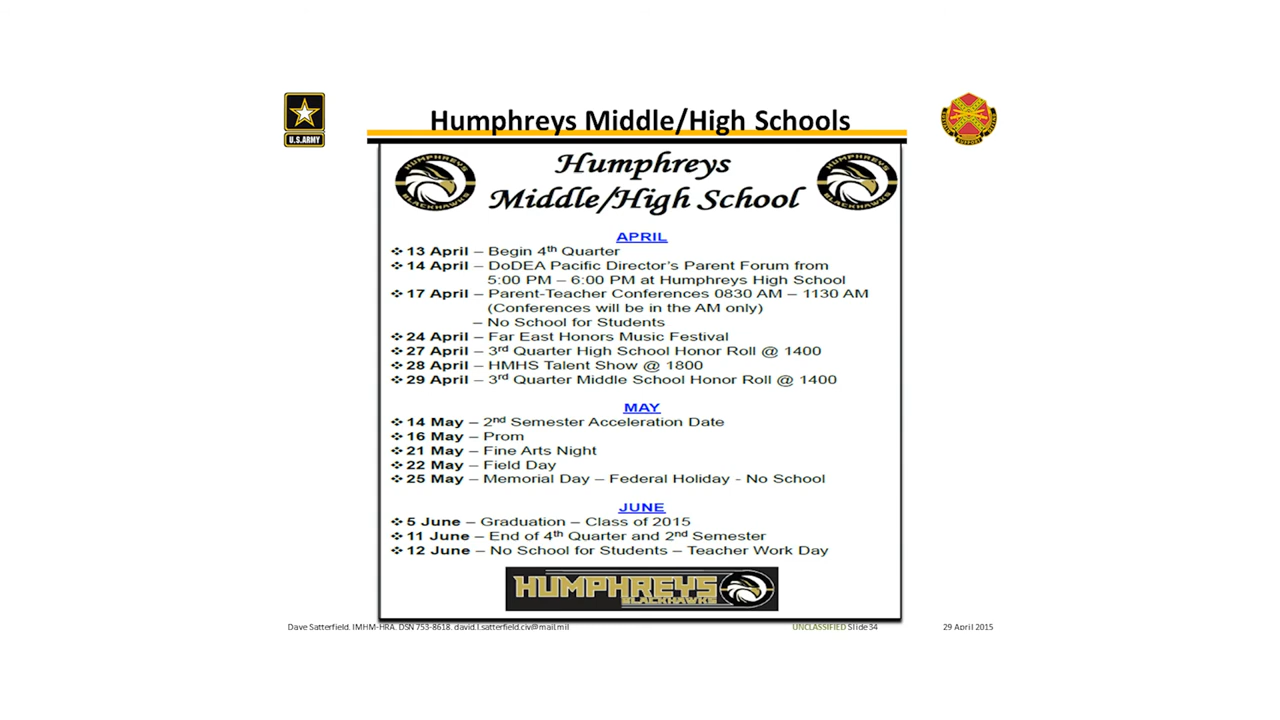 U.S.ARMY
Humphreys Middle/High Schools
HUMPHREYS BLACKHAWKS
Humphreys
Middle/High School
HUMPHREYS BLACKHAWKS
APRIL
❖ 13 April – Begin 4th Quarter
❖ 14 April – DoDEA Pacific Director's Parent Forum from
5:00 PM – 6:00 PM at Humphreys High School
❖ 17 April – Parent-Teacher Conferences 0830 AM – 1130 AM
(Conferences will be in the AM only)
– No School for Students
❖ 24 April – Far East Honors Music Festival
❖ 27 April – 3rd Quarter High School Honor Roll @ 1400
❖ 28 April – HMHS Talent Show @ 1800
❖ 29 April – 3rd Quarter Middle School Honor Roll @ 1400
MAY
❖ 14 May – 2nd Semester Acceleration Date
❖ 16 May – Prom
❖ 21 May – Fine Arts Night
❖ 22 May – Field Day
❖ 25 May – Memorial Day – Federal Holiday - No School
JUNE
❖ 5 June – Graduation – Class of 2015
❖ 11 June – End of 4th Quarter and 2nd Semester
❖ 12 June – No School for Students – Teacher Work Day
HUMPHREYS
BLACKHAWKS
Dave Satterfield, IMHM-HRA, DSN 753-8618, david.l.satterfield.civ@mail.mil UNCLASSIFIED Slide 34 29 April 2015